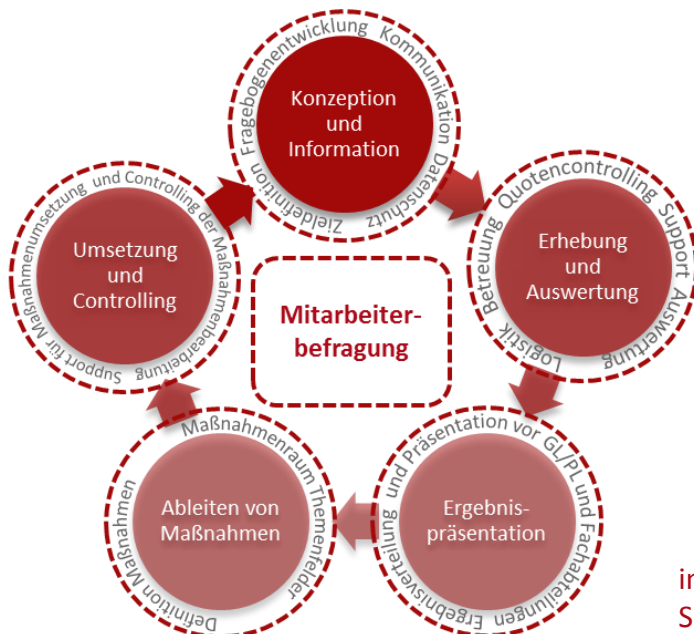 Konzeption
und
Information
Zieldefinition Fragebogenentwicklung Kommunikation Datenschutz
Erhebung
und
Auswertung
Logistik Betreuung Quotencontrolling Support Auswertung
Ergebnis-
präsentation
Ergebnisverteilung und Präsentation vor GL/PL und Fachabteilungen
Ableiten von
Maßnahmen
Definition Maßnahmen Maßnahmenraum Themenfelder
Umsetzung
und
Controlling
Support für Maßnahmenumsetzung und Controlling der Maßnahmenbearbeitung
Mitarbeiter-
befragung